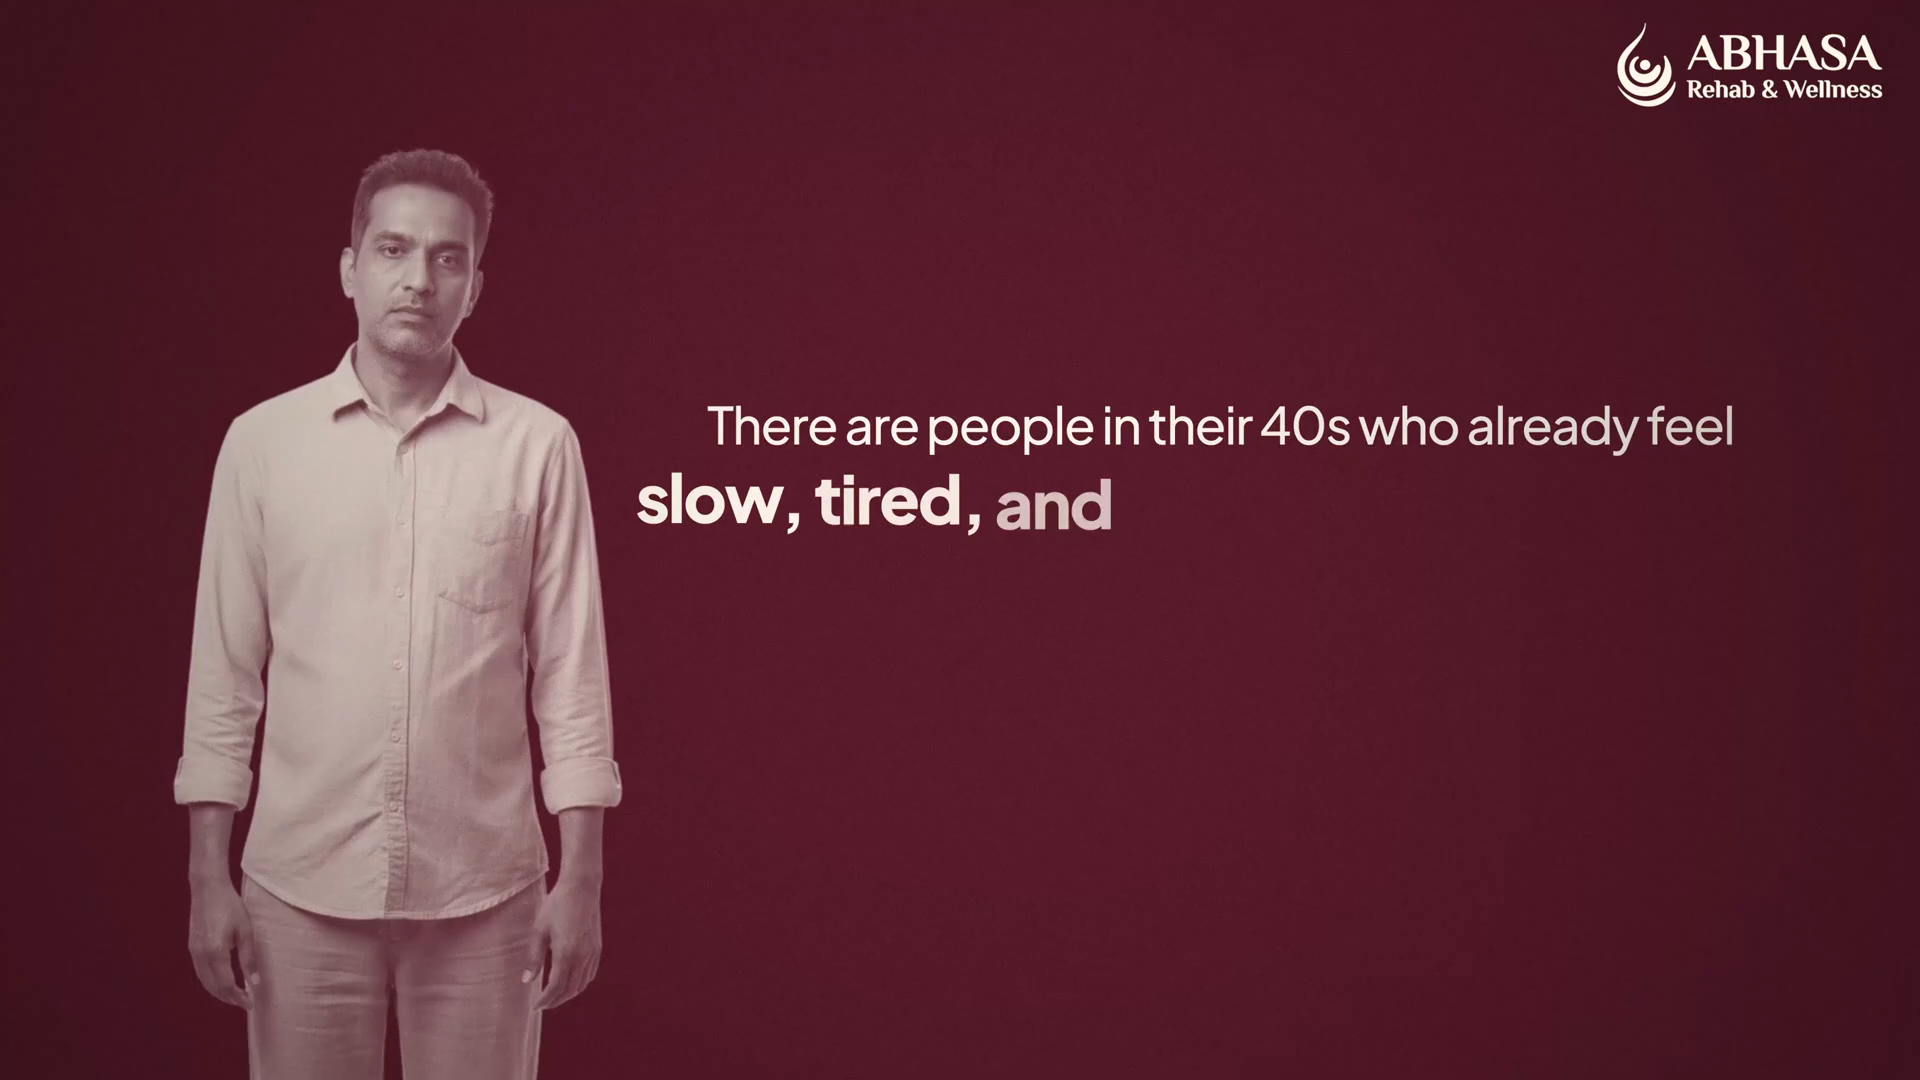 ABHASA
Rehab & Wellness
There are people in their 40s who already feel
slow, tired, and